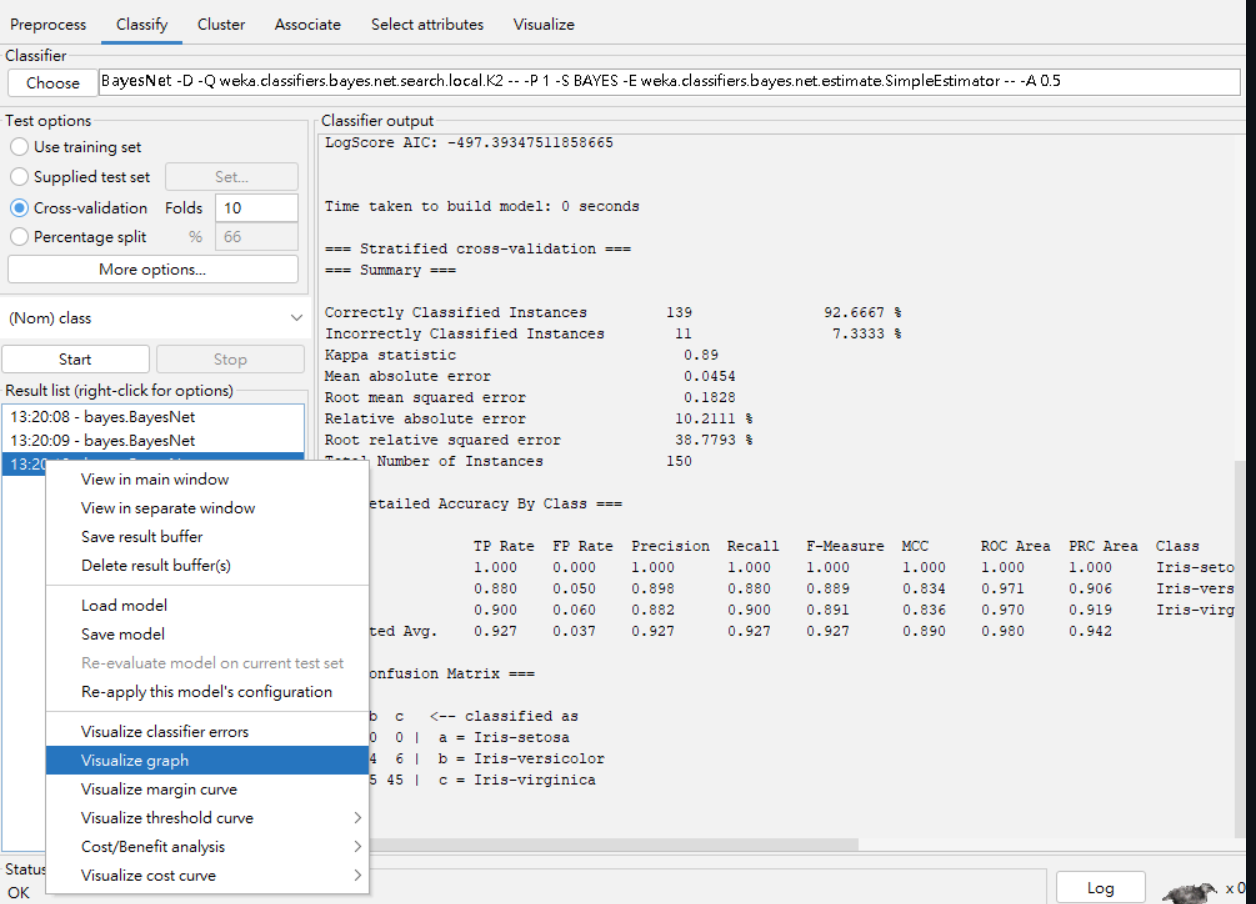 Preprocess Classify Cluster Associate Select attributes Visualize
Classifier
Choose BayesNet -D -Q weka.classifiers.bayes.net.search.local.K2 -- -P 1 -S BAYES -E weka.classifiers.bayes.net.estimate.SimpleEstimator -- -A 0.5
Test options
Use training set
Supplied test set Set...
Cross-validation Folds 10
Percentage split % 66
More options...
(Nom) class
Start Stop
Result list (right-click for options)
13:20:08 - bayes.BayesNet
13:20:09 - bayes.BayesNet
13:20
View in main window
View in separate window
Save result buffer
Delete result buffer(s)
Load model
Save model
Re-evaluate model on current test set
Re-apply this model's configuration
Visualize classifier errors
Visualize graph
Visualize margin curve
Visualize threshold curve
Cost/Benefit analysis
Visualize cost curve
Classifier output
LogScore AIC: -497.39347511858665
Time taken to build model: 0 seconds
=== Stratified cross-validation ===
=== Summary ===
Correctly Classified Instances 139 92.6667 %
Incorrectly Classified Instances 11 7.3333 %
Kappa statistic 0.89
Mean absolute error 0.0454
Root mean squared error 0.1828
Relative absolute error 10.2111 %
Root relative squared error 38.7793 %
Total Number of Instances 150
etailed Accuracy By Class ===
TP Rate FP Rate Precision Recall F-Measure MCC ROC Area PRC Area Class
1.000 0.000 1.000 1.000 1.000 1.000 1.000 1.000 Iris-seto
0.880 0.050 0.898 0.880 0.889 0.834 0.971 0.906 Iris-vers
0.900 0.060 0.882 0.900 0.891 0.836 0.970 0.919 Iris-virg
ted Avg. 0.927 0.037 0.927 0.927 0.927 0.890 0.980 0.942
onfusion Matrix ===
b c <-- classified as
0 0 | a = Iris-setosa
4 6 | b = Iris-versicolor
5 45 | c = Iris-virginica
Status
OK
Log x 0